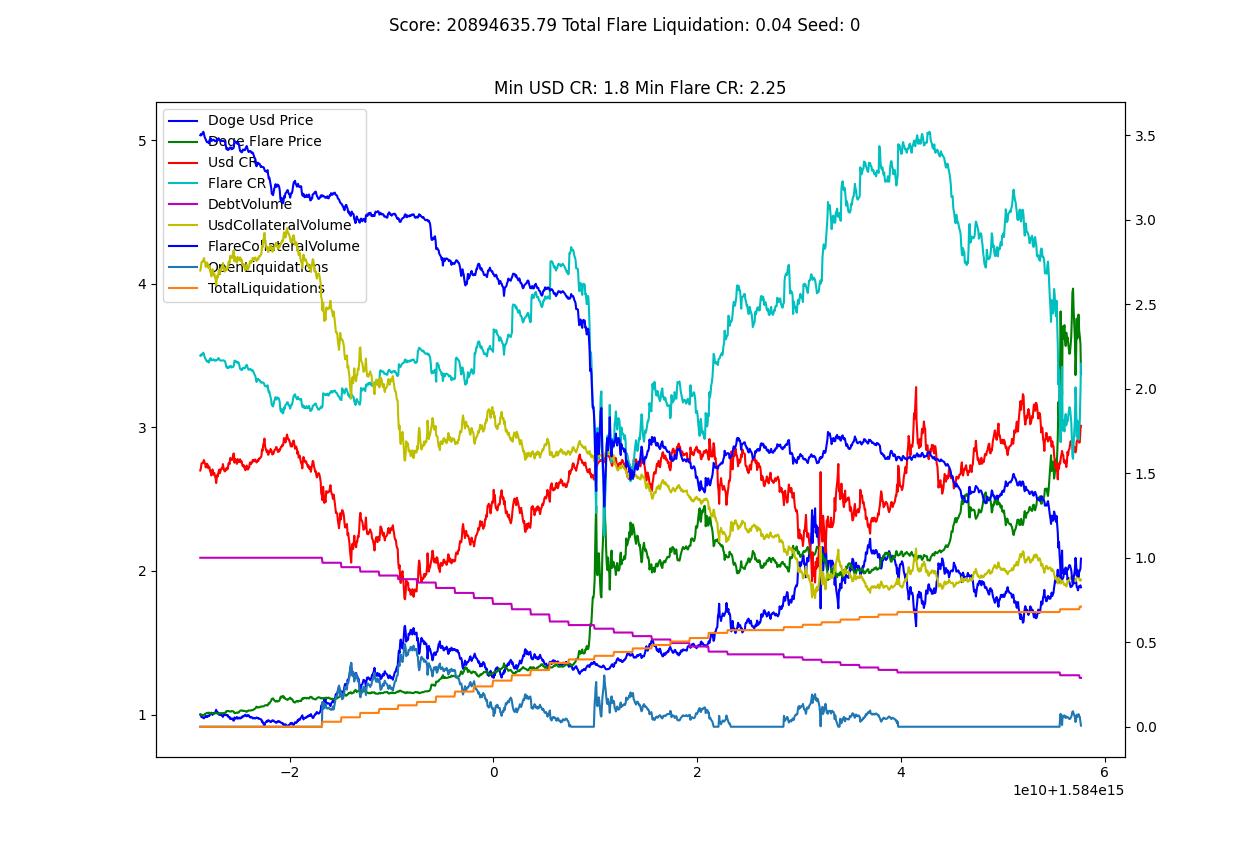 Score: 20894635.79 Total Flare Liquidation: 0.04 Seed: 0
Min USD CR: 1.8 Min Flare CR: 2.25
Doge Usd Price
Doge Flare Price
Usd CR
Flare CR
DebtVolume
UsdCollateralVolume
FlareCollateralVolume
OpenLiquidations
TotalLiquidations
5
4
3
2
1
3.5
3.0
2.5
2.0
1.5
1.0
0.5
0.0
−2
0
2
4
6
1e10+1.584e15